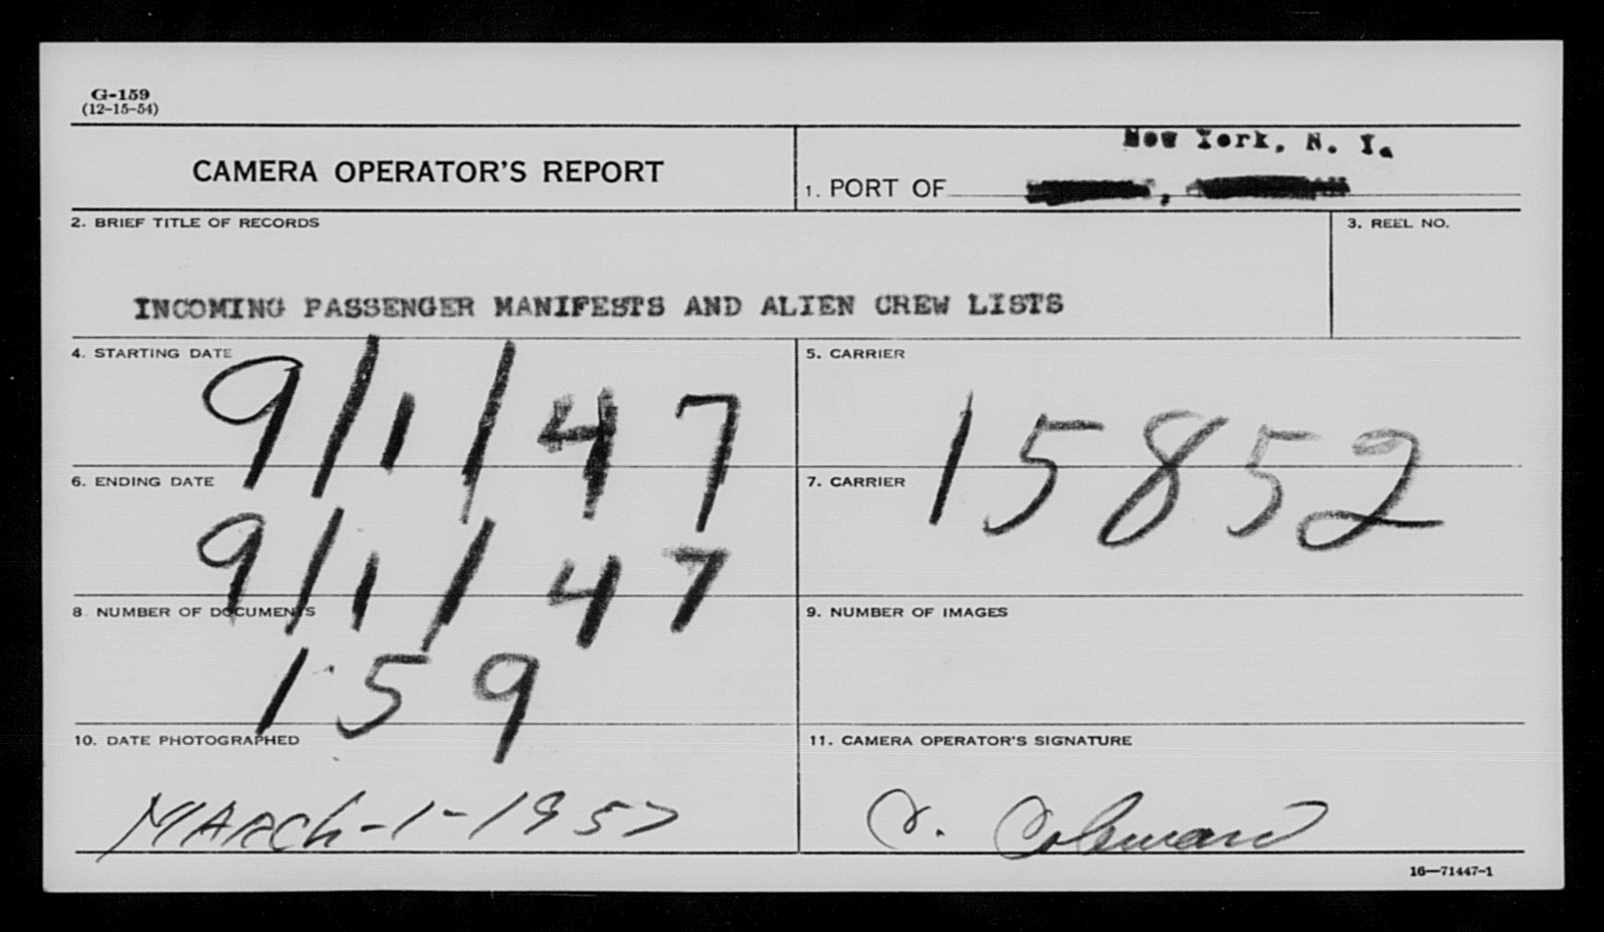 G-159
(12-15-54)
New York, N. Y.
CAMERA OPERATOR'S REPORT
1. PORT OF
2. BRIEF TITLE OF RECORDS
3. REEL NO.
INCOMING PASSENGER MANIFESTS AND ALIEN CREW LISTS
4. STARTING DATE
9/1/47
5. CARRIER
15852
6. ENDING DATE
9/1/47
7. CARRIER
8 NUMBER OF DOCUMENTS
159
9. NUMBER OF IMAGES
10. DATE PHOTOGRAPHED
MARCh-1-1957
11. CAMERA OPERATOR'S SIGNATURE
Coleman
16—71447-1